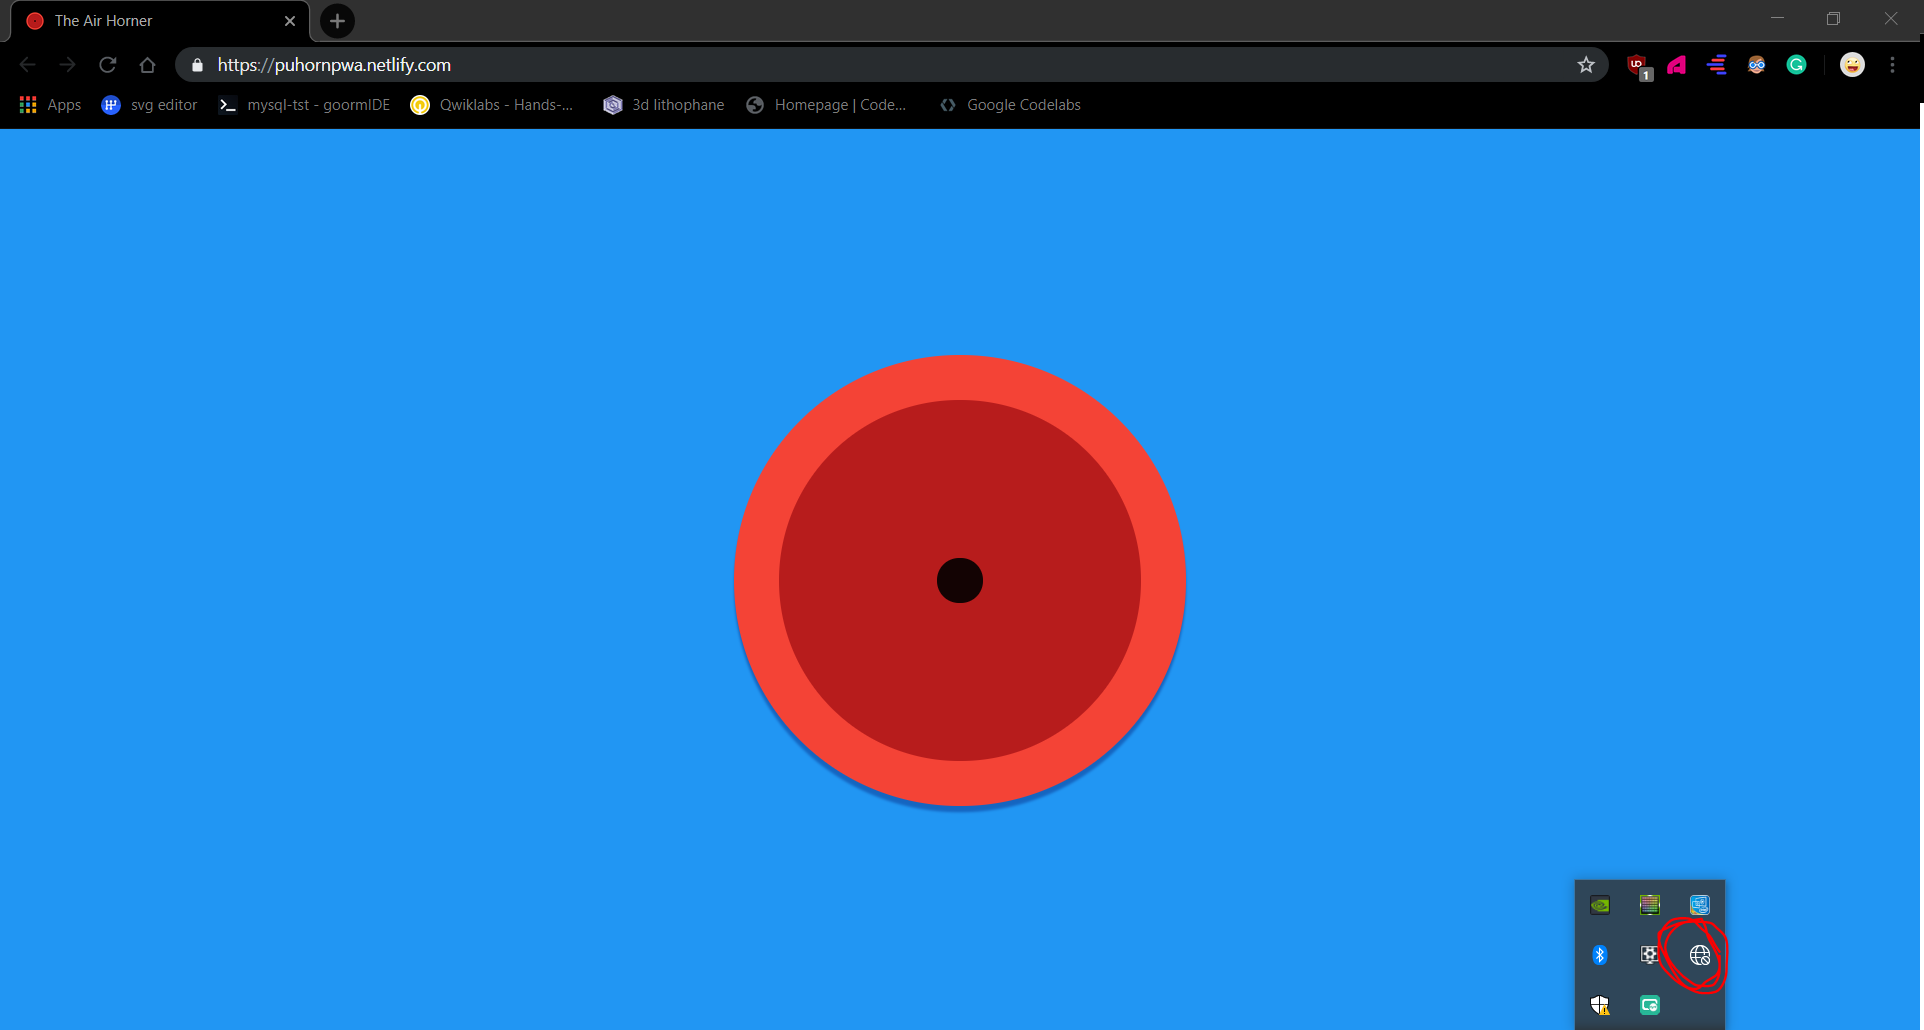 The Air Horner
https://puhornpwa.netlify.com
1
Apps svg editor mysql-tst - goormIDE Qwiklabs - Hands-... 3d lithophane Homepage | Code... Google Codelabs